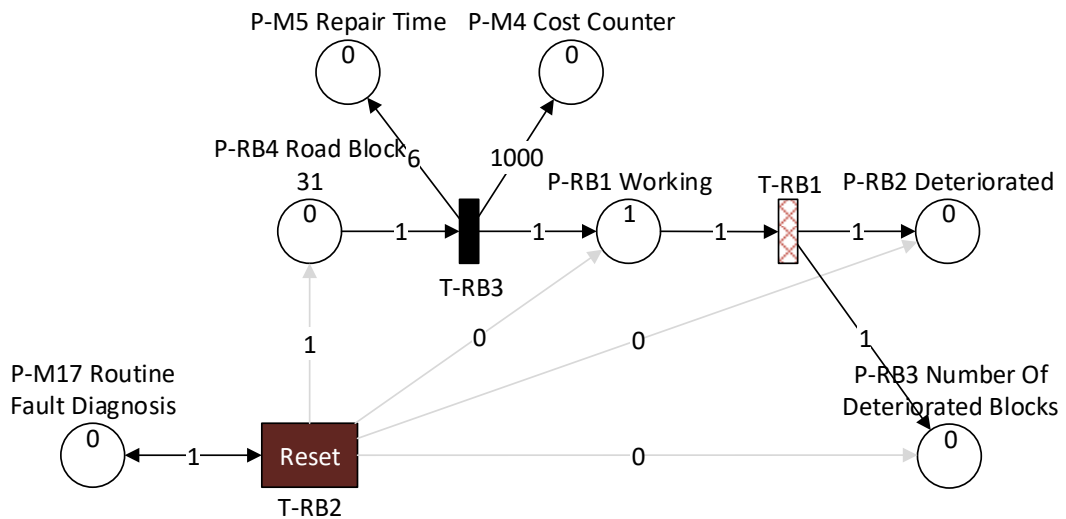 P-M5 Repair Time
P-M4 Cost Counter
0
0
P-RB4 Road Block
31
6
1000
P-RB1 Working
T-RB1
P-RB2 Deteriorated
0
1
0
1
1
1
1
T-RB3
1
0
0
1
P-M17 Routine
Fault Diagnosis
P-RB3 Number Of
Deteriorated Blocks
0
1
Reset
0
0
T-RB2